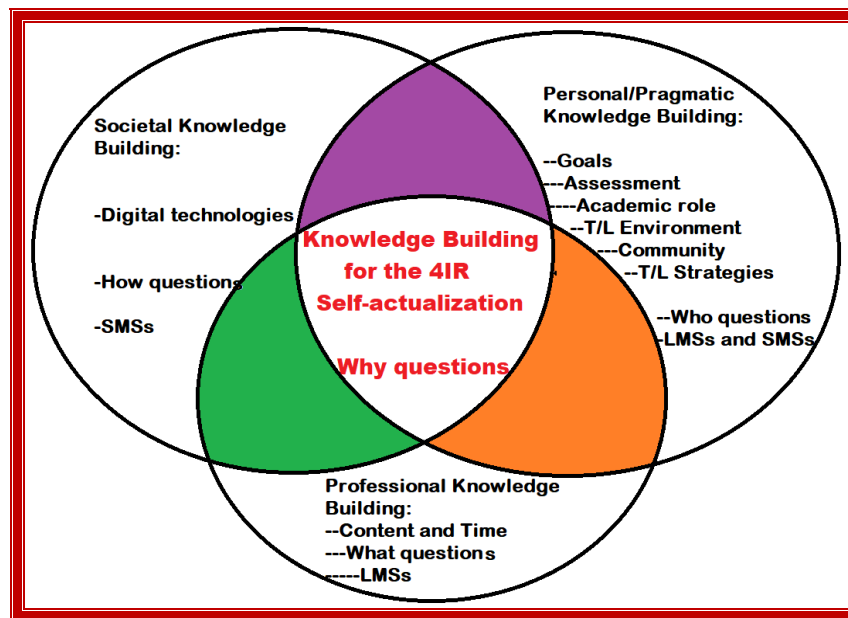 Societal Knowledge
Building:
-Digital technologies
-How questions
-SMSs
Personal/Pragmatic
Knowledge Building:
--Goals
---Assessment
----Academic role
--T/L Environment
---Community
--T/L Strategies
--Who questions
-LMSs and SMSs
Knowledge Building
for the 4IR
Self-actualization
Why questions
Professional Knowledge
Building:
--Content and Time
---What questions
-----LMSs